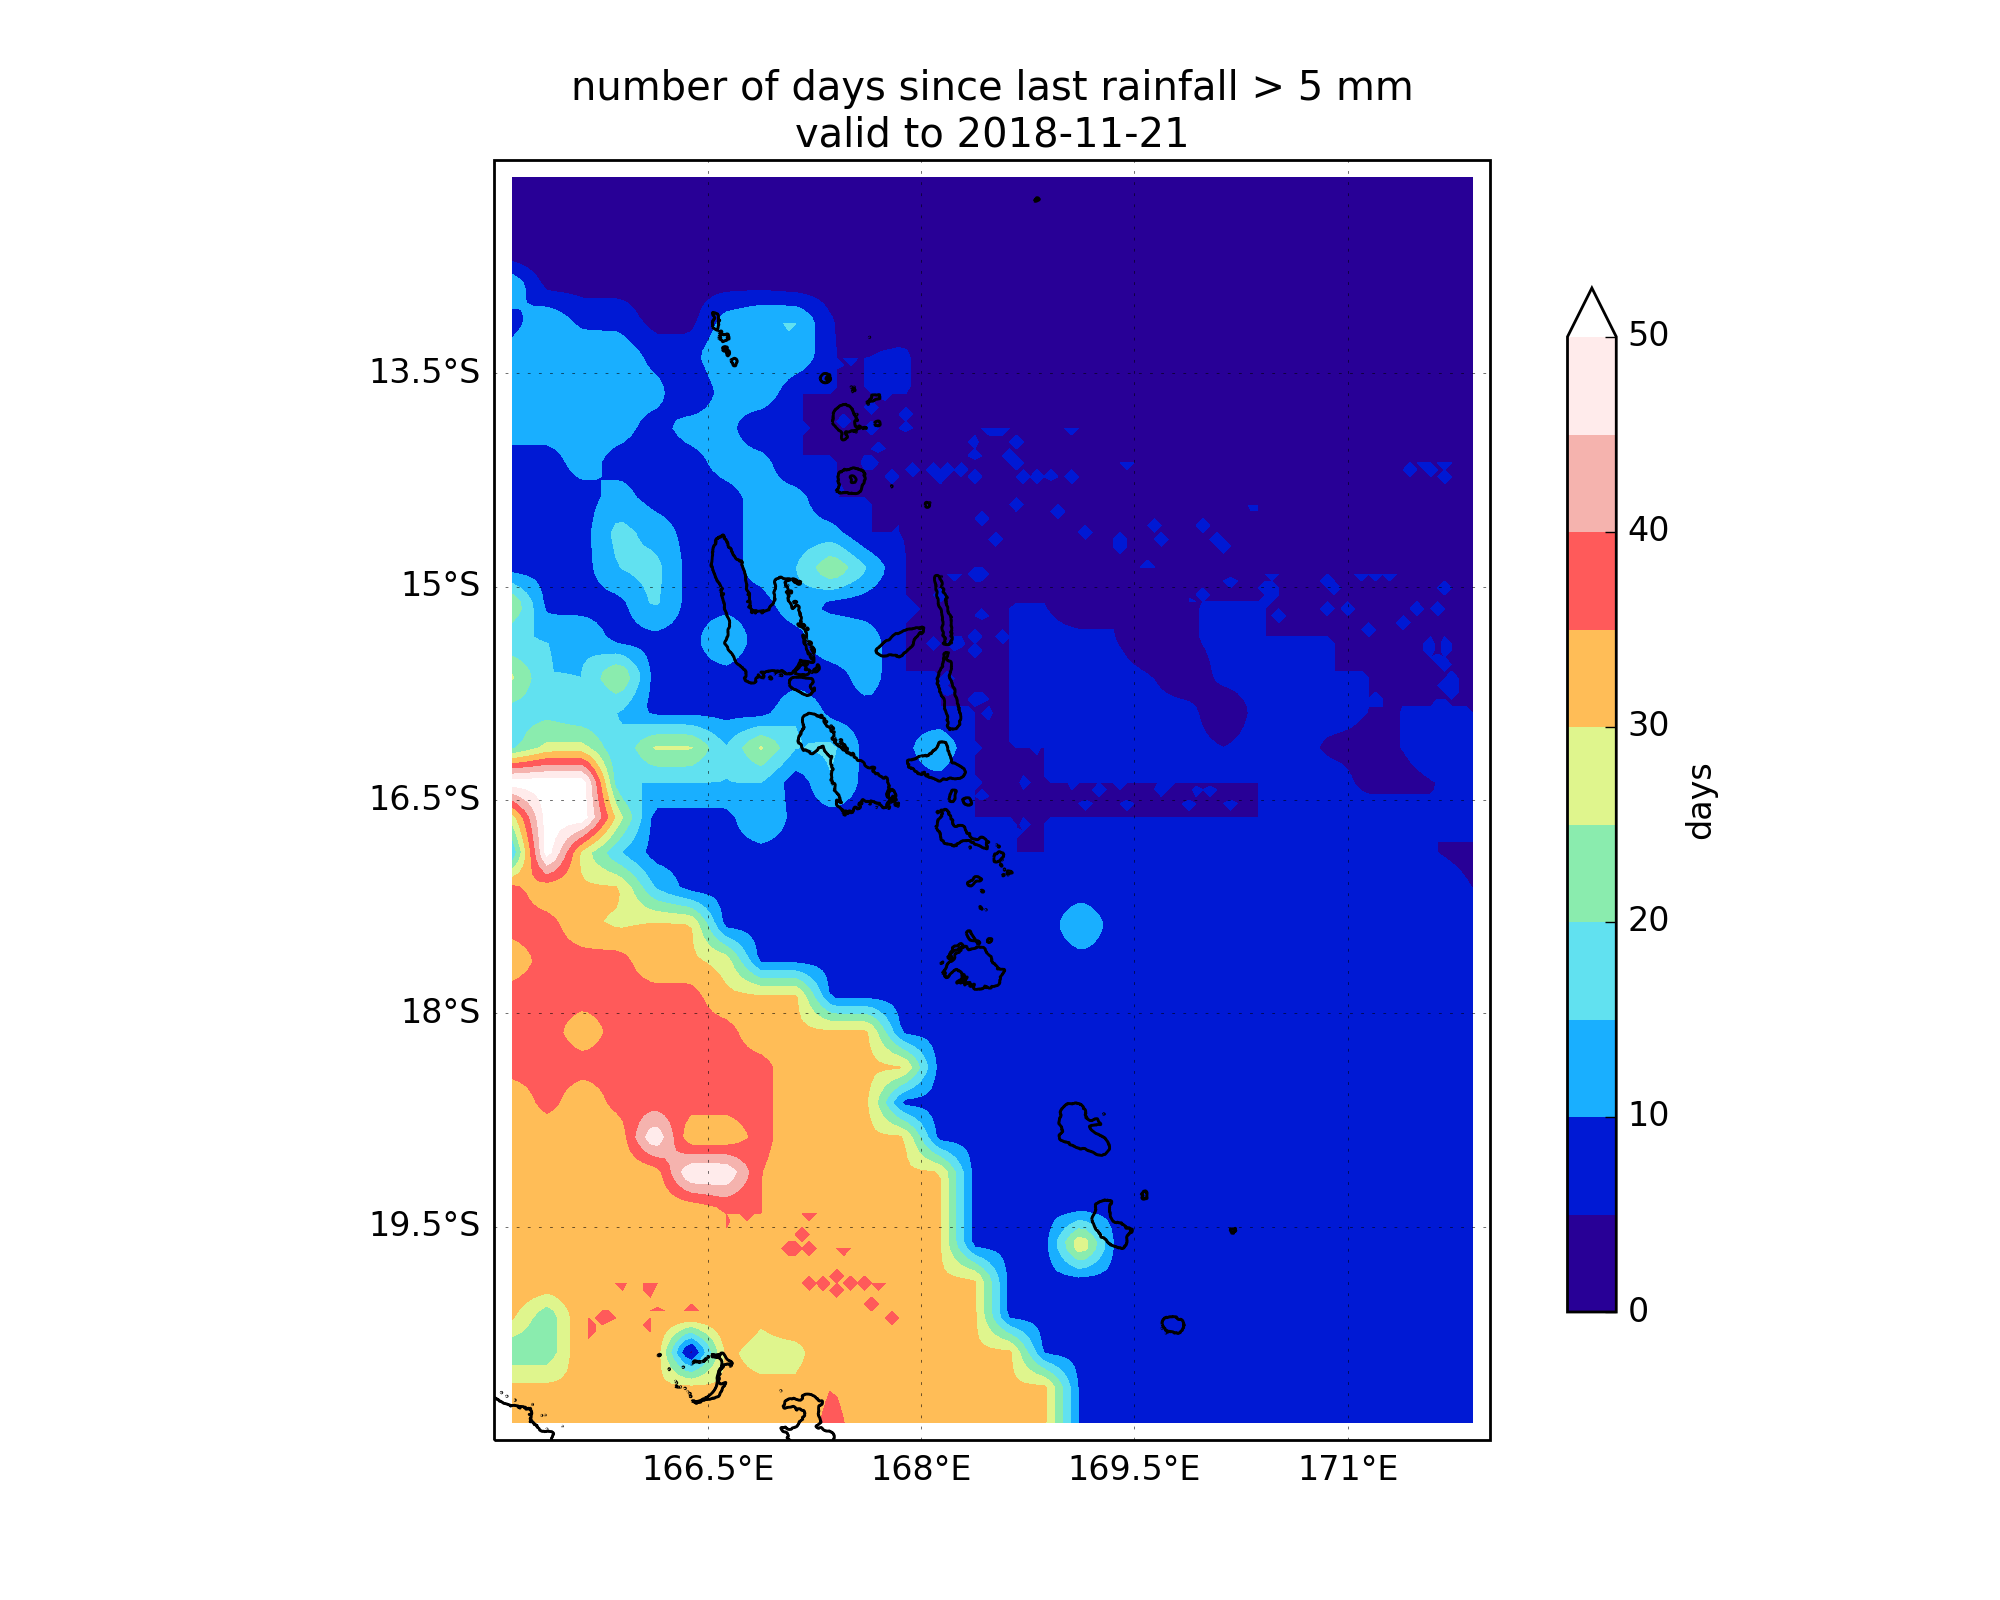 number of days since last rainfall > 5 mm
valid to 2018-11-21
13.5°S
15°S
16.5°S
18°S
19.5°S
166.5°E
168°E
169.5°E
171°E
50
40
30
20
10
0
days